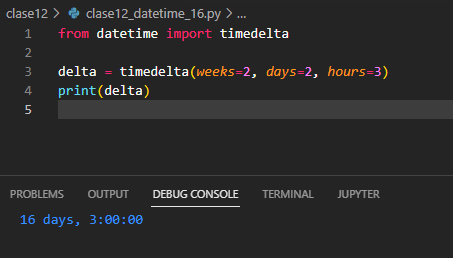 clase12 > clase12_datetime_16.py > ...
1 from datetime import timedelta
2
3 delta = timedelta(weeks=2, days=2, hours=3)
4 print(delta)
5
PROBLEMS OUTPUT DEBUG CONSOLE TERMINAL JUPYTER
16 days, 3:00:00